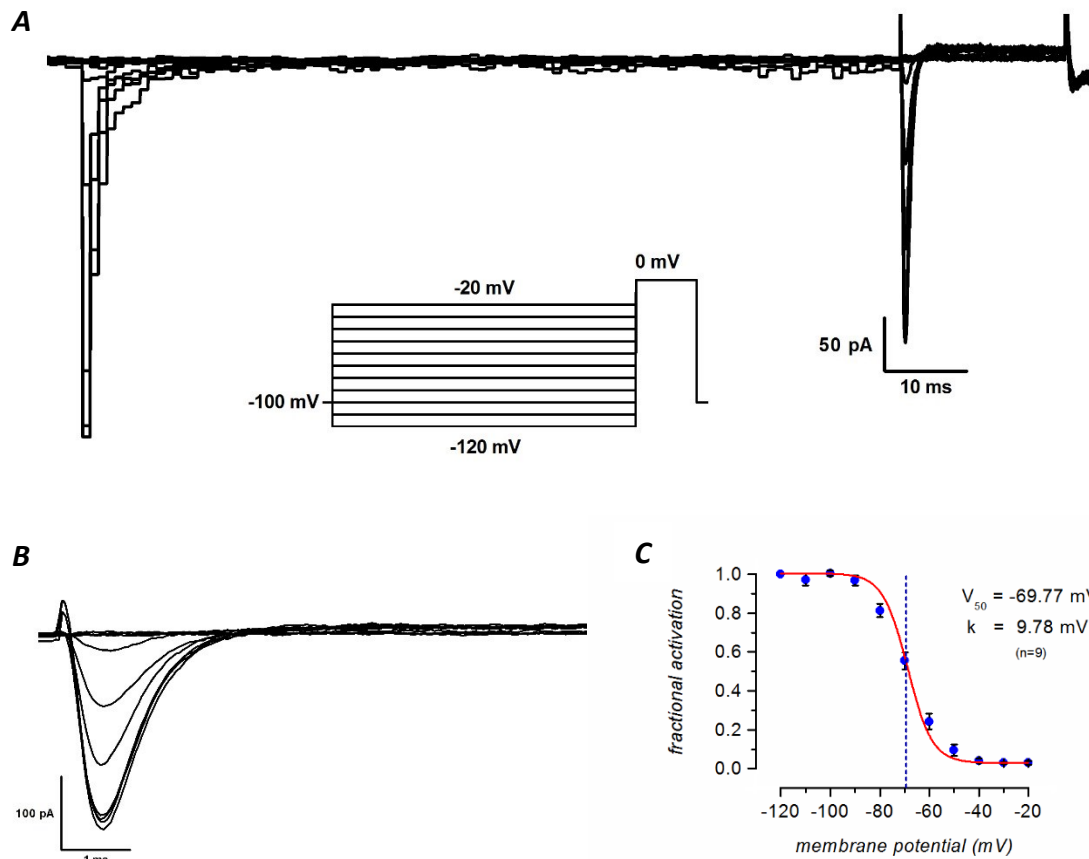 A
0 mV
-20 mV
50 pA
10 ms
-100 mV
-120 mV
B
100 pA
1 ms
C
fractional activation
1.0
0.8
0.6
0.4
0.2
0.0
V50 = -69.77 mV
k = 9.78 mV
(n=9)
-120 -100 -80 -60 -40 -20
membrane potential (mV)